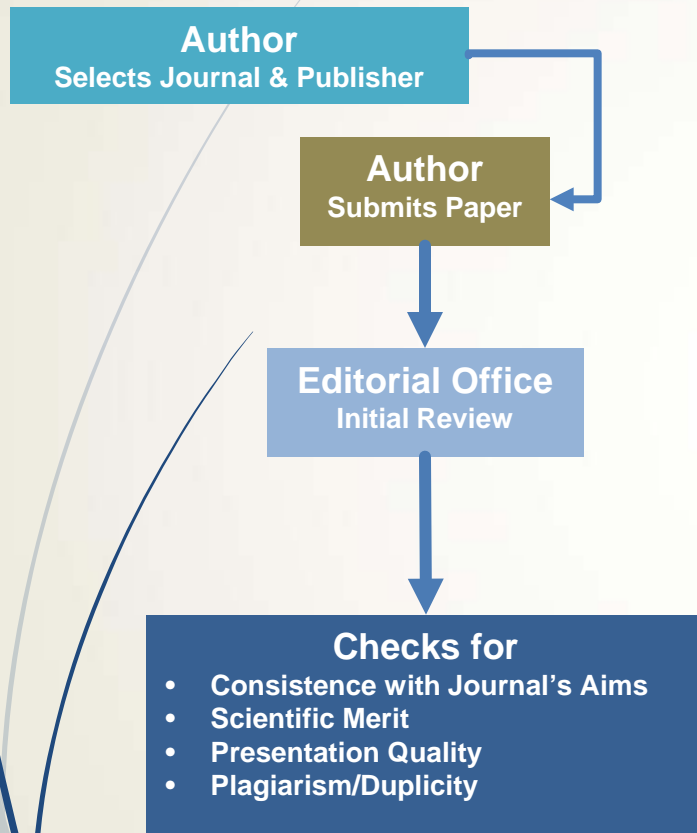 Author
Selects Journal & Publisher
Author
Submits Paper
Editorial Office
Initial Review
Checks for
• Consistence with Journal’s Aims
• Scientific Merit
• Presentation Quality
• Plagiarism/Duplicity